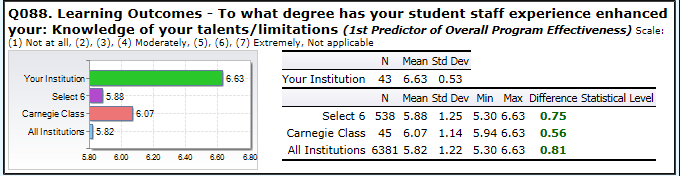 Q088. Learning Outcomes - To what degree has your student staff experience enhanced
your: Knowledge of your talents/limitations (1st Predictor of Overall Program Effectiveness) Scale:
(1) Not at all, (2), (3), (4) Moderately, (5), (6), (7) Extremely, Not applicable
Your Institution 6.63
Select 6 5.88
Carnegie Class 6.07
All Institutions 5.82
5.80 6.00 6.20 6.40 6.60 6.80
N Mean Std Dev
Your Institution 43 6.63 0.53
N Mean Std Dev Min Max Difference Statistical Level
Select 6 538 5.88 1.25 5.30 6.63 0.75
Carnegie Class 45 6.07 1.14 5.94 6.63 0.56
All Institutions 6381 5.82 1.22 5.30 6.63 0.81